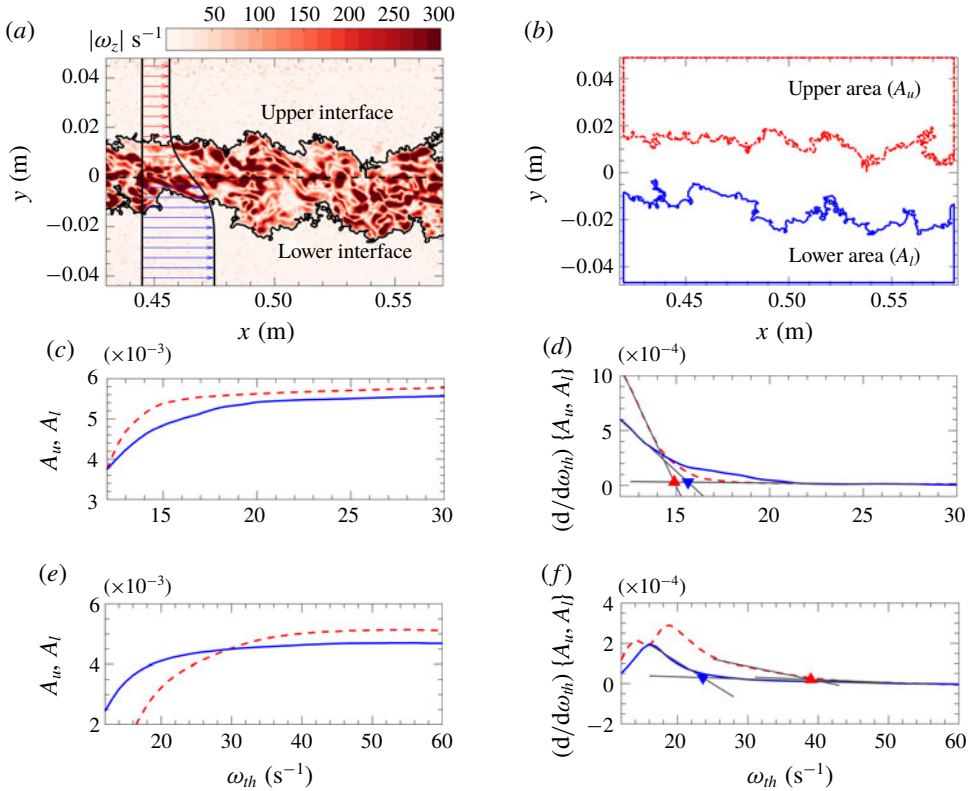 50 100 150 200 250 300
(a) |ω_z| s⁻¹ (b)
0.04 0.02 0 −0.02 −0.04
y (m)
Upper interface
Lower interface
0.45 0.50 0.55
x (m)
0.04 0.02 0 −0.02 −0.04
y (m)
Upper area (A_u)
Lower area (A_l)
0.45 0.50 0.55
x (m)
(c) (×10⁻³)
6 5 4 3
A_u, A_l
15 20 25 30
(d) (×10⁻⁴)
10 5 0
(d/dω_th) {A_u, A_l}
15 20 25 30
(e) (×10⁻³)
6 4 2
A_u, A_l
20 30 40 50 60
ω_th (s⁻¹)
(f) (×10⁻⁴)
4 2 0 −2
(d/dω_th) {A_u, A_l}
20 30 40 50 60
ω_th (s⁻¹)